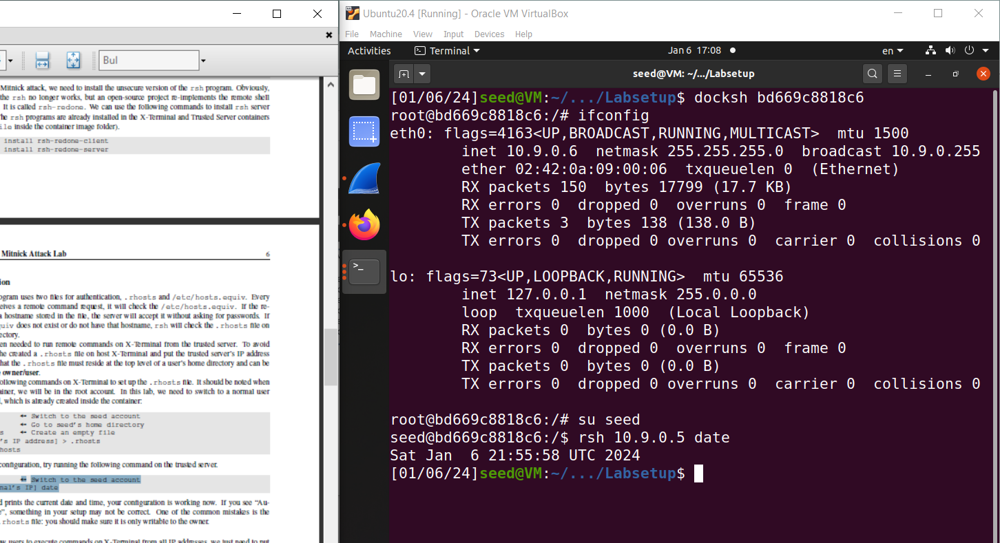 Bul
Mitnick attack, we need to install the unsecure version of the rsh program. Obviously,
the rsh no longer works, but an open-source project re-implements the remote shell
It is called rsh-redone. We can use the following commands to install rsh server
he rsh programs are already installed in the X-Terminal and Trusted Server containers
ile inside the container image folder).
install rsh-redone-client
install rsh-redone-server
Mitnick Attack Lab 6
ion
ogram uses two files for authentication, .rhosts and /etc/hosts.equiv. Every
eives a remote command request, it will check the /etc/hosts.equiv. If the re-
a hostname stored in the file, the server will accept it without asking for passwords. If
quiv does not exist or do not have that hostname, rsh will check the .rhosts file on
ectory.
en needed to run remote commands on X-Terminal from the trusted server. To avoid
he created a .rhosts file on host X-Terminal and put the trusted server's IP address
hat the .rhosts file must reside at the top level of a user's home directory and can be
e owner/user.
ollowing commands on X-Terminal to set up the .rhosts file. It should be noted when
ainer, we will be in the root account. In this lab, we need to switch to a normal user
l, which is already created inside the container:
← Switch to the seed account
← Go to seed's home directory
s ← Create an empty file
's IP address] > .rhosts
hosts
configuration, try running the following command on the trusted server.
← Switch to the seed account
nal's IP] date
d prints the current date and time, your configuration is working now. If you see "Au-
e", something in your setup may not be correct. One of the common mistakes is the
.rhosts file: you should make sure it is only writable to the owner.
ow users to execute commands on X-Terminal from all IP addresses, we just need to put
Ubuntu20.4 [Running] - Oracle VM VirtualBox
File Machine View Input Devices Help
Activities Terminal Jan 6 17:08 en
seed@VM: ~/.../Labsetup
[01/06/24]seed@VM:~/.../Labsetup$ docksh bd669c8818c6
root@bd669c8818c6:/# ifconfig
eth0: flags=4163<UP,BROADCAST,RUNNING,MULTICAST>  mtu 1500
        inet 10.9.0.6  netmask 255.255.255.0  broadcast 10.9.0.255
        ether 02:42:0a:09:00:06  txqueuelen 0  (Ethernet)
        RX packets 150  bytes 17799 (17.7 KB)
        RX errors 0  dropped 0  overruns 0  frame 0
        TX packets 3  bytes 138 (138.0 B)
        TX errors 0  dropped 0 overruns 0  carrier 0  collisions 0
lo: flags=73<UP,LOOPBACK,RUNNING>  mtu 65536
        inet 127.0.0.1  netmask 255.0.0.0
        loop  txqueuelen 1000  (Local Loopback)
        RX packets 0  bytes 0 (0.0 B)
        RX errors 0  dropped 0  overruns 0  frame 0
        TX packets 0  bytes 0 (0.0 B)
        TX errors 0  dropped 0 overruns 0  carrier 0  collisions 0
root@bd669c8818c6:/# su seed
seed@bd669c8818c6:/$ rsh 10.9.0.5 date
Sat Jan  6 21:55:58 UTC 2024
[01/06/24]seed@VM:~/.../Labsetup$